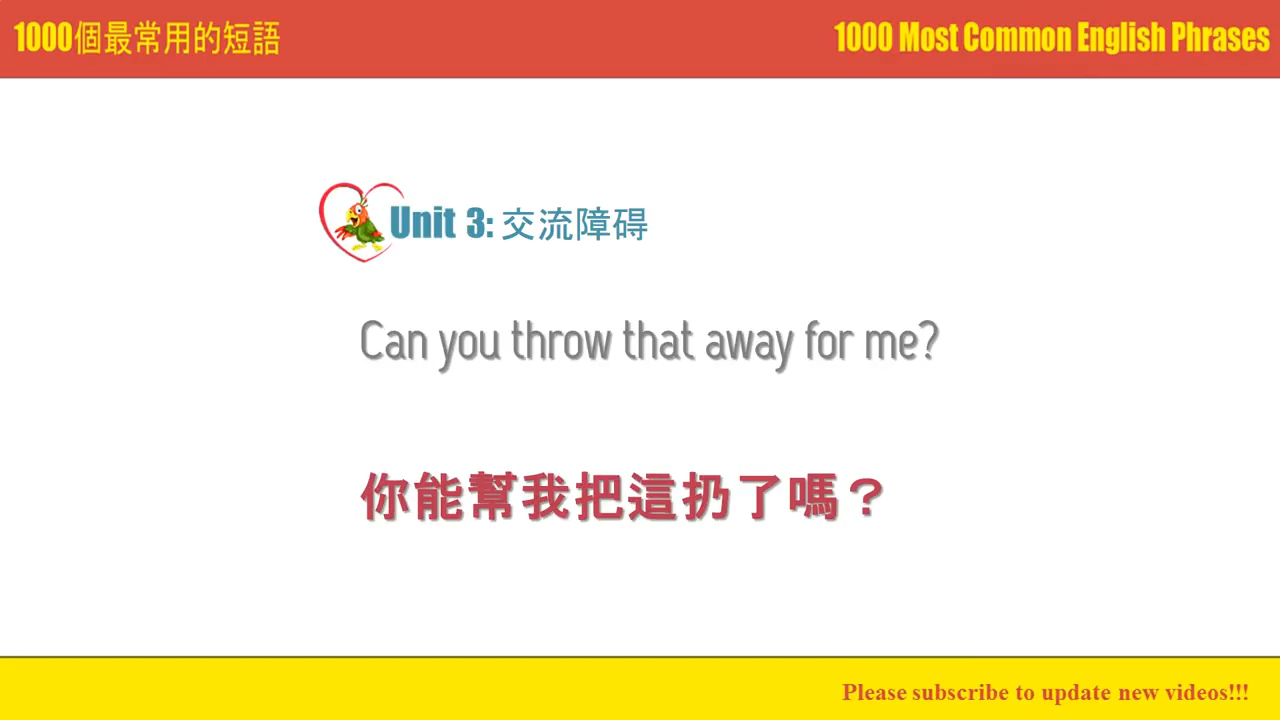 1000個最常用的短語
1000 Most Common English Phrases
Unit 3: 交流障碍
Can you throw that away for me?
你能幫我把這扔了嗎？
Please subscribe to update new videos!!!